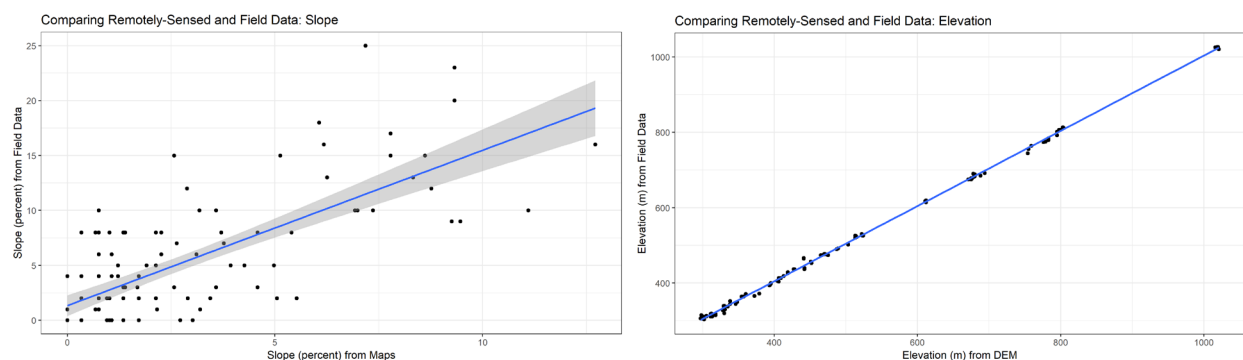 Comparing Remotely-Sensed and Field Data: Slope
25
20
15
10
5
0
Slope (percent) from Field Data
0
5
10
Slope (percent) from Maps
Comparing Remotely-Sensed and Field Data: Elevation
1000
800
600
400
Elevation (m) from Field Data
400
600
800
1000
Elevation (m) from DEM